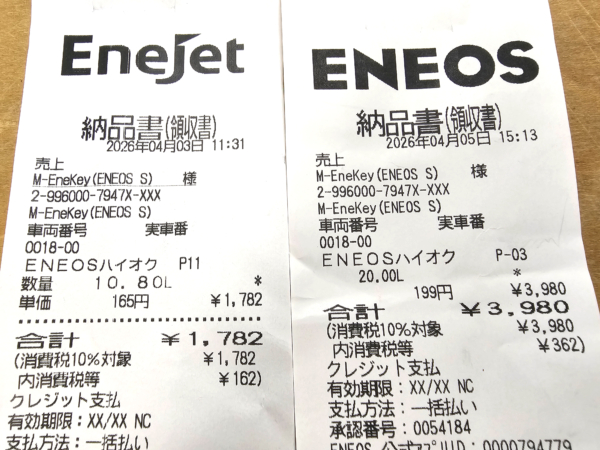 EneJet
納品書(領収書)
2026年04月03日 11:31
売上
M-EneKey(ENEOS S) 様
2-996000-7947X-XXX
M-EneKey(ENEOS S)
車両番号 実車番
0018-00
ENEOSハイオク P11
数量 10.80L *
単価 165円 ¥1,782
合計 ¥1,782
(消費税10%対象 ¥1,782
内消費税等 ¥162)
クレジット支払
有効期限:XX/XX NC
支払方法:一括払い
ENEOS
納品書(領収書)
2026年04月05日 15:13
売上
M-EneKey(ENEOS S) 様
2-996000-7947X-XXX
M-EneKey(ENEOS S)
車両番号 実車番
0018-00
ENEOSハイオク P-03
20.00L *
199円 ¥3,980
合計 ¥3,980
(消費税10%対象 ¥3,980
内消費税等 ¥362)
クレジット支払
有効期限:XX/XX NC
支払方法:一括払い
承認番号:0054184
ENEOS 公式アプリID:0000794779